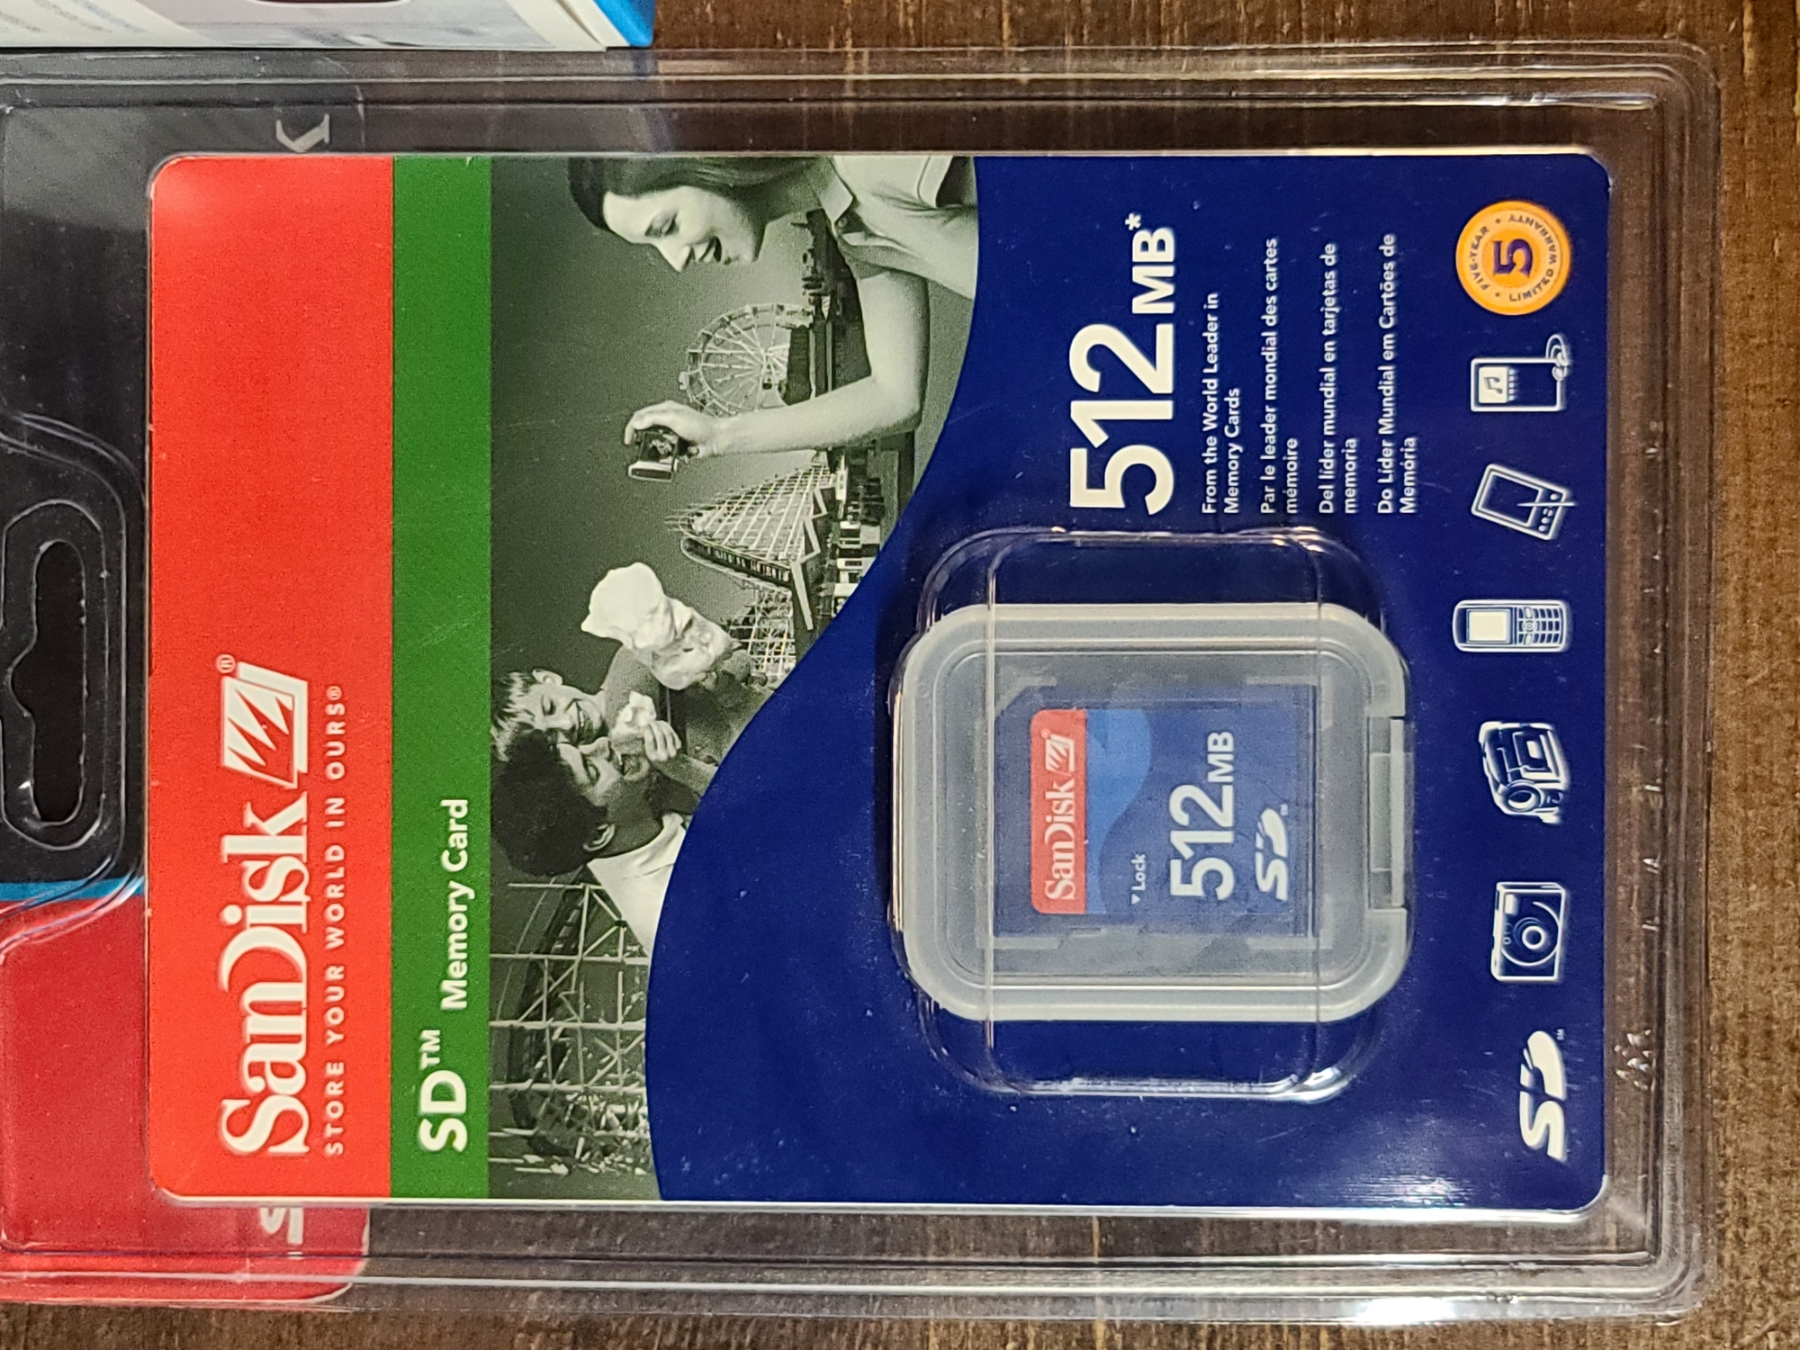 SanDisk®
STORE YOUR WORLD IN OURS®
SD™ Memory Card
512MB*
From the World Leader in
Memory Cards
Par le leader mondial des cartes
mémoire
Del líder mundial en tarjetas de
memoria
Do Líder Mundial em Cartões de
Memória
SanDisk
Lock
512MB
SD™
SD™
FIVE-YEAR • LIMITED WARRANTY •
5
S
K